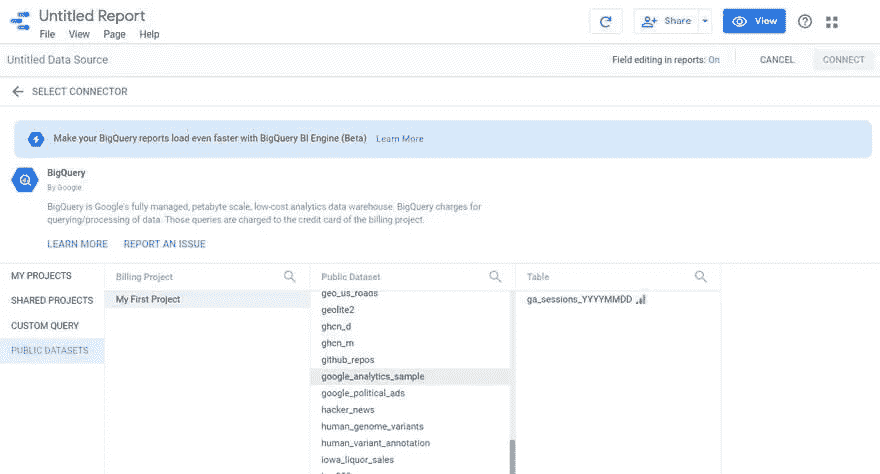 Untitled Report
File View Page Help
Share
View
Untitled Data Source
Field editing in reports: On
CANCEL
CONNECT
SELECT CONNECTOR
Make your BigQuery reports load even faster with BigQuery BI Engine (Beta) Learn More
BigQuery
By Google
BigQuery is Google's fully managed, petabyte scale, low-cost analytics data warehouse. BigQuery charges for
querying/processing of data. Those queries are charged to the credit card of the billing project.
LEARN MORE REPORT AN ISSUE
MY PROJECTS
SHARED PROJECTS
CUSTOM QUERY
PUBLIC DATASETS
Billing Project
My First Project
Public Dataset
geo_us_roads
geolite2
ghcn_d
ghcn_m
github_repos
google_analytics_sample
google_political_ads
hacker_news
human_genome_variants
human_variant_annotation
iowa_liquor_sales
Table
ga_sessions_YYYYMMDD